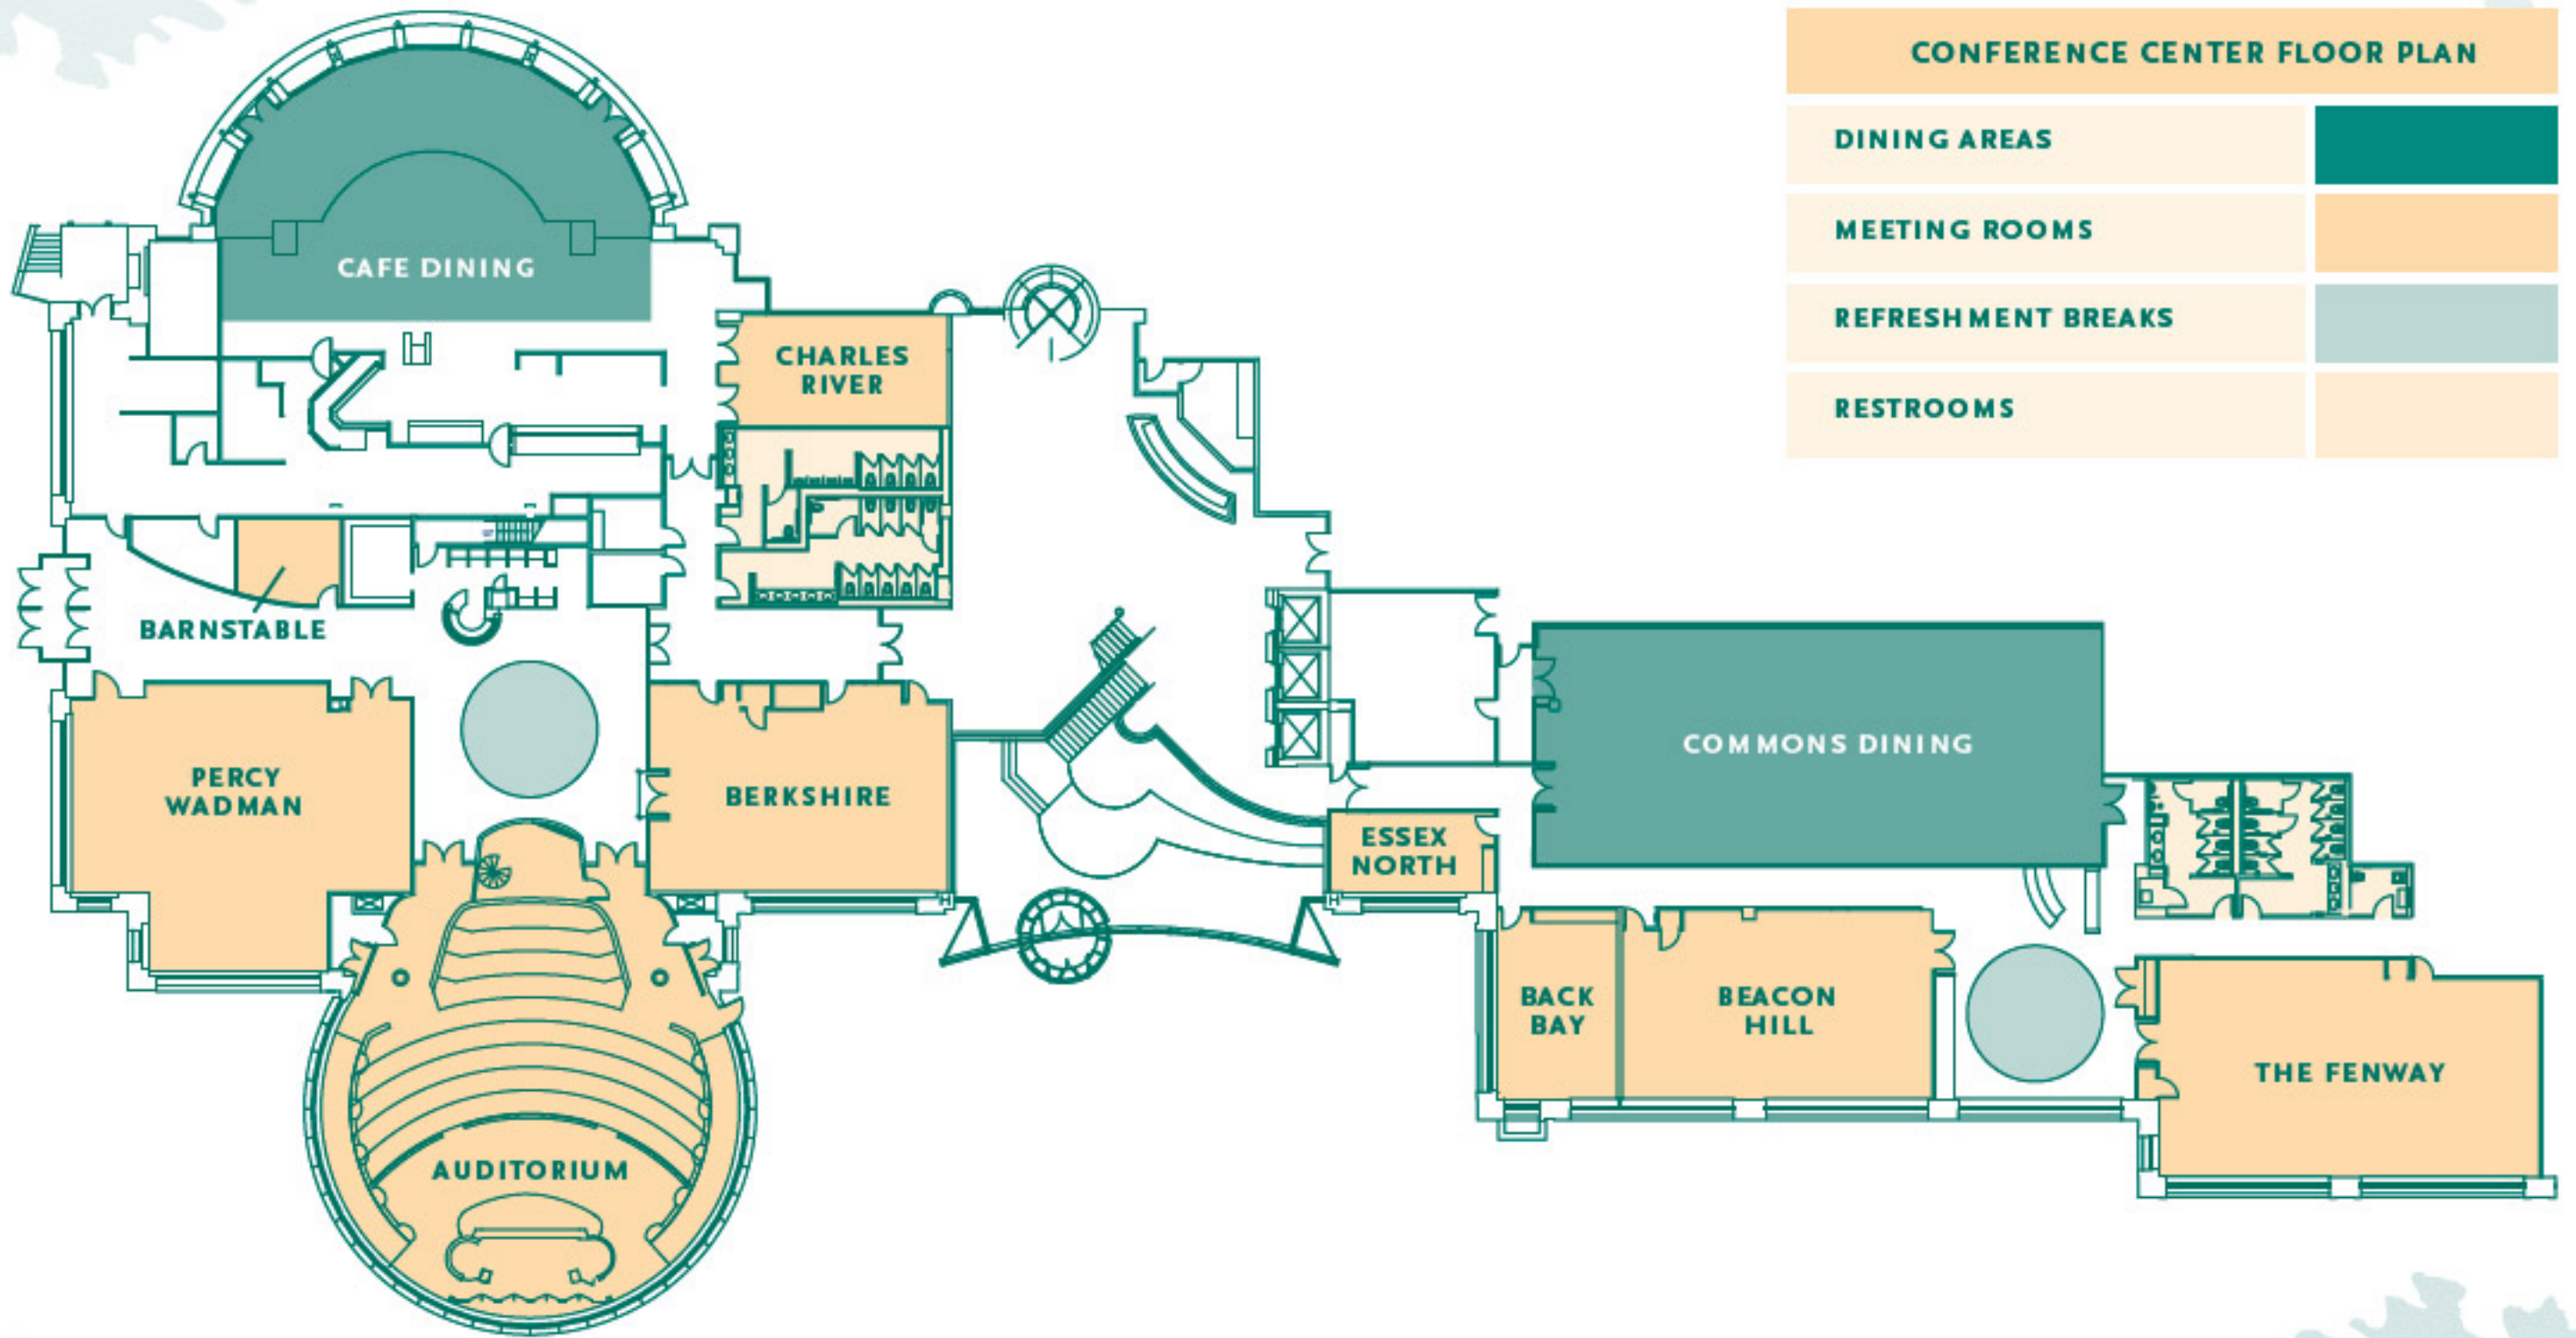 CONFERENCE CENTER FLOOR PLAN
DINING AREAS
MEETING ROOMS
REFRESHMENT BREAKS
RESTROOMS
CAFE DINING
CHARLES
RIVER
BARNSTABLE
PERCY
WADMAN
BERKSHIRE
COMMONS DINING
ESSEX
NORTH
BACK
BAY
BEACON
HILL
THE FENWAY
AUDITORIUM